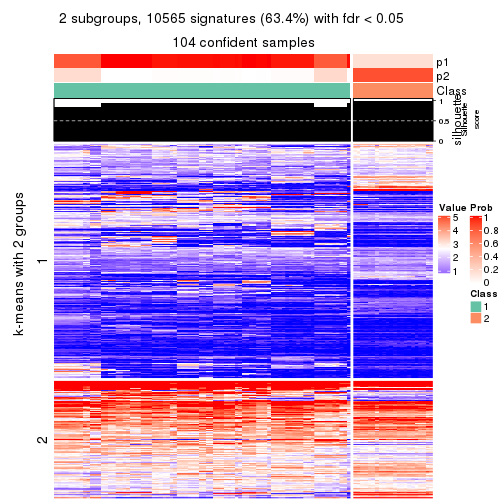 2 subgroups, 10565 signatures (63.4%) with fdr < 0.05
104 confident samples
p1
p2
Class
silhouette
Silhouette
score
1
0.5
0
k-means with 2 groups
1
2
Value
5
4
3
2
1
Prob
1
0.8
0.6
0.4
0.2
0
Class
1
2